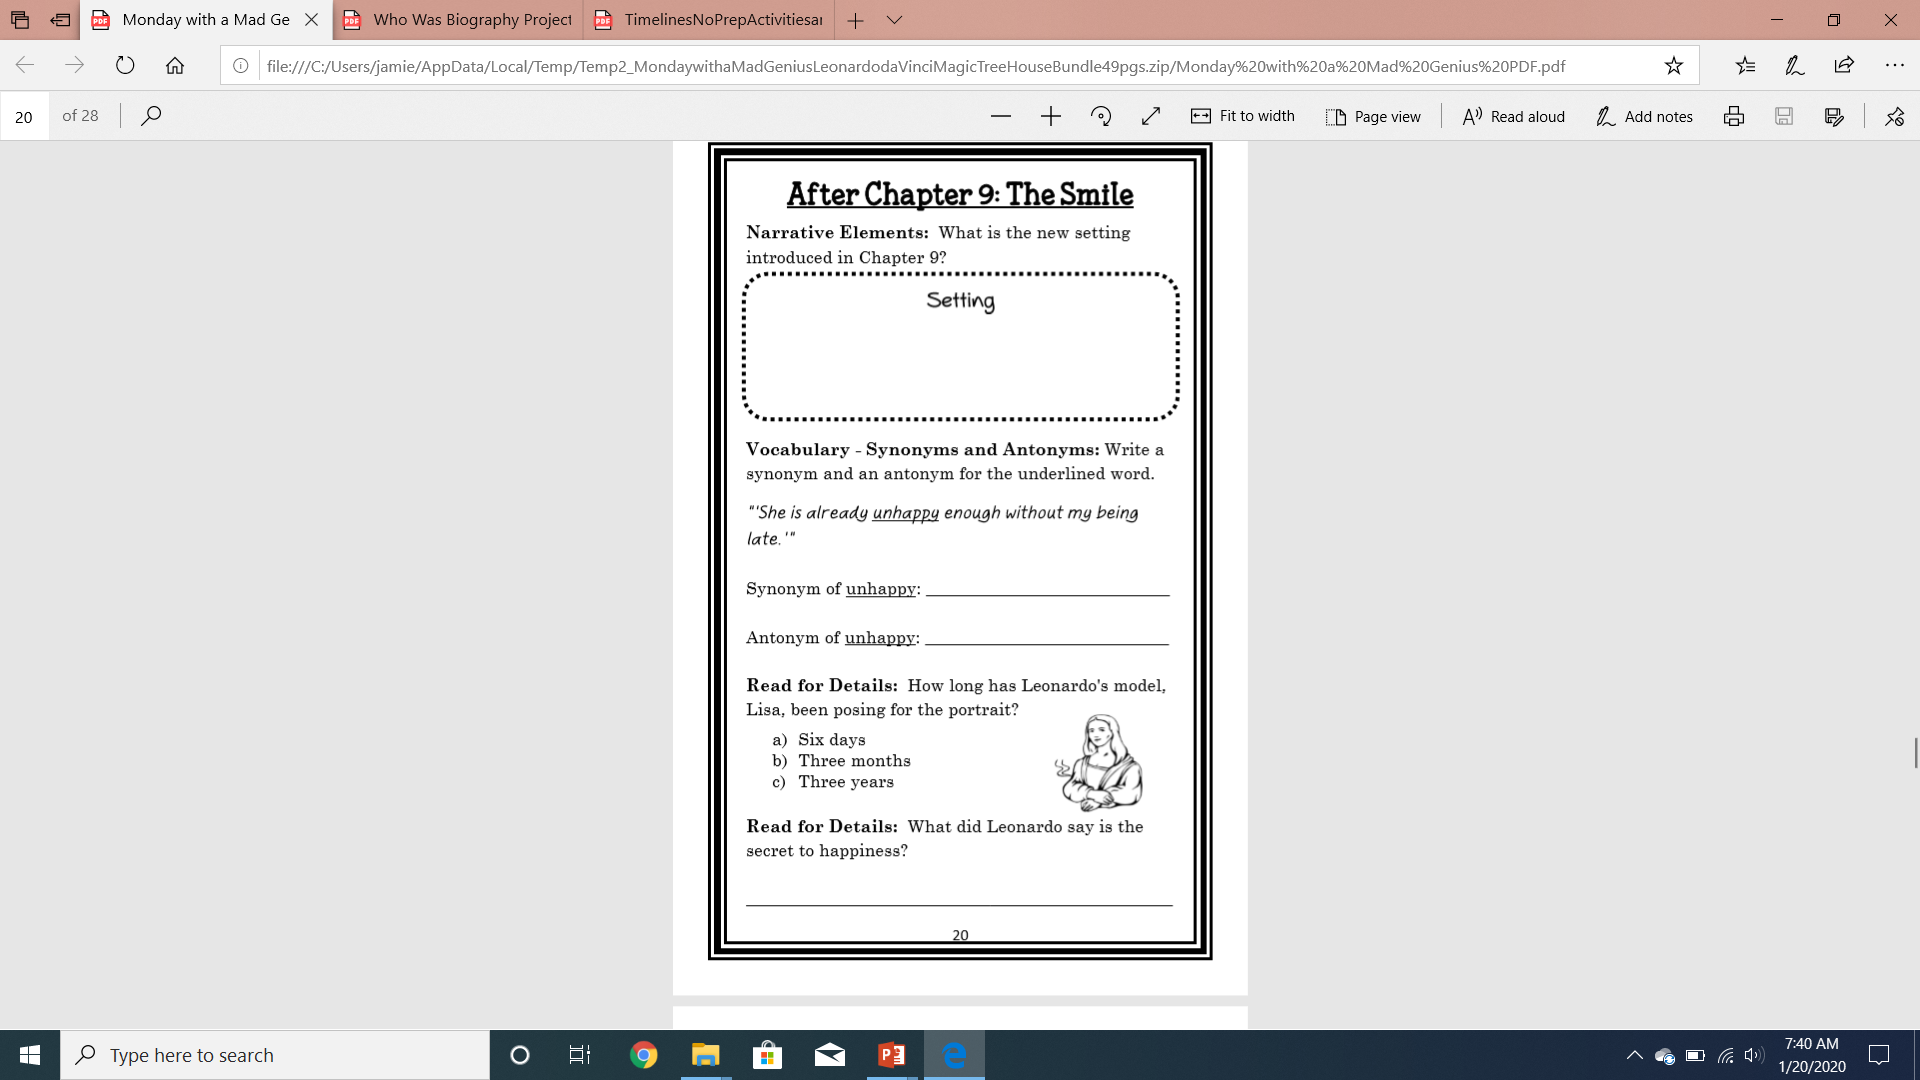 Monday with a Mad Ge
Who Was Biography Project
TimelinesNoPrepActivitiesar
file:///C:/Users/jamie/AppData/Local/Temp/Temp2_MondaywithaMadGeniusLeonardodaVinciMagicTreeHouseBundle49pgs.zip/Monday%20with%20a%20Mad%20Genius%20PDF.pdf
20 of 28 Fit to width Page view Read aloud Add notes
After Chapter 9: The Smile
Narrative Elements: What is the new setting
introduced in Chapter 9?
Setting
Vocabulary - Synonyms and Antonyms: Write a
synonym and an antonym for the underlined word.
"'She is already unhappy enough without my being
late.'"
Synonym of unhappy: ____________________
Antonym of unhappy: ____________________
Read for Details: How long has Leonardo's model,
Lisa, been posing for the portrait?
a) Six days
b) Three months
c) Three years
Read for Details: What did Leonardo say is the
secret to happiness?
20
Type here to search
7:40 AM
1/20/2020